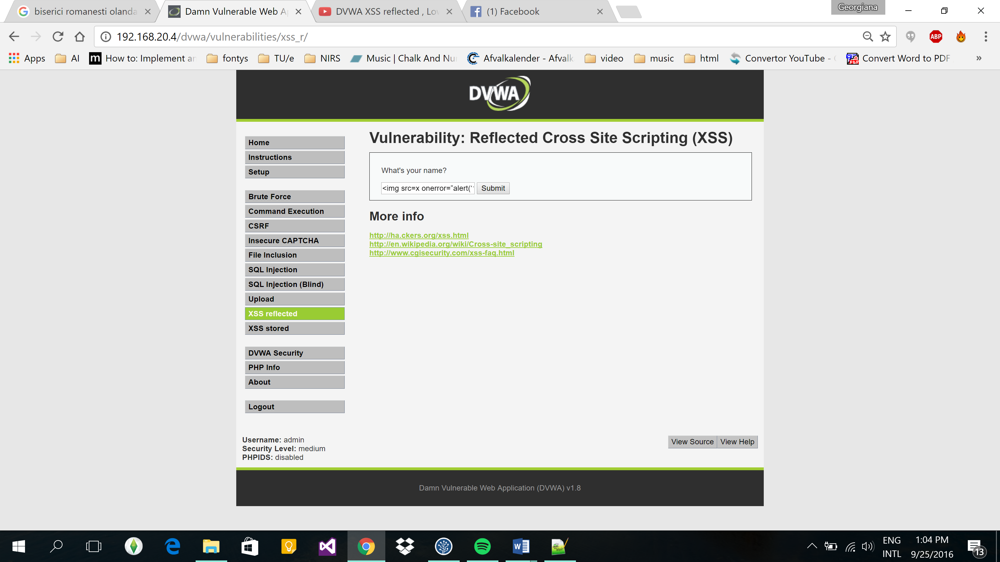 biserici romanesti olanda
Damn Vulnerable Web A
DVWA XSS reflected , Lo
(1) Facebook
Georgiana
192.168.20.4/dvwa/vulnerabilities/xss_r/
ABP
Apps
AI
m
How to: Implement an
fontys
TU/e
NIRS
Music | Chalk And Nu
Afvalkalender - Afvalk
video
music
html
Convertor YouTube -
Convert Word to PDF
»
DVWA
Home
Instructions
Setup
Brute Force
Command Execution
CSRF
Insecure CAPTCHA
File Inclusion
SQL Injection
SQL Injection (Blind)
Upload
XSS reflected
XSS stored
DVWA Security
PHP Info
About
Logout
Vulnerability: Reflected Cross Site Scripting (XSS)
What's your name?
<img src=x onerror=”alert(‘
Submit
More info
http://ha.ckers.org/xss.html
http://en.wikipedia.org/wiki/Cross-site_scripting
http://www.cgisecurity.com/xss-faq.html
Username: admin
Security Level: medium
PHPIDS: disabled
View Source
View Help
Damn Vulnerable Web Application (DVWA) v1.8
ENG
INTL
1:04 PM
9/25/2016
13